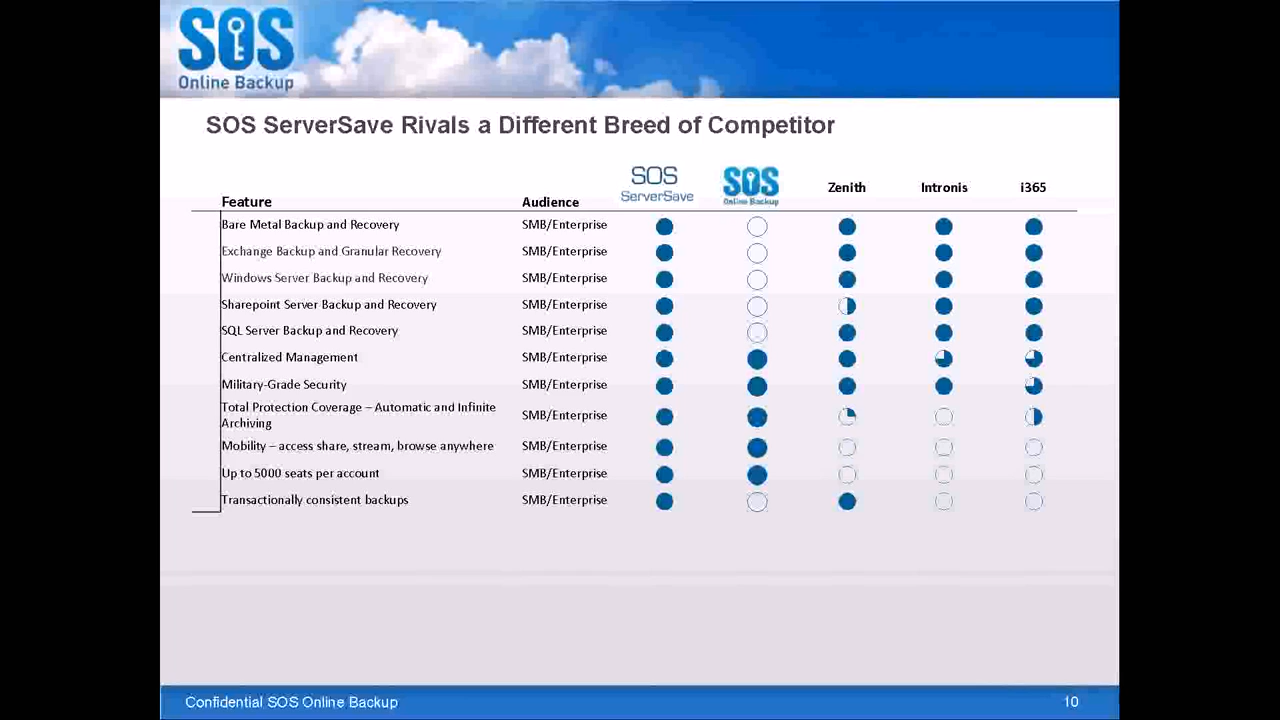 SOS
Online Backup
SOS ServerSave Rivals a Different Breed of Competitor
Feature Audience SOS ServerSave SOS Online Backup Zenith Intronis i365
Bare Metal Backup and Recovery SMB/Enterprise
Exchange Backup and Granular Recovery SMB/Enterprise
Windows Server Backup and Recovery SMB/Enterprise
Sharepoint Server Backup and Recovery SMB/Enterprise
SQL Server Backup and Recovery SMB/Enterprise
Centralized Management SMB/Enterprise
Military-Grade Security SMB/Enterprise
Total Protection Coverage – Automatic and Infinite
Archiving SMB/Enterprise
Mobility – access share, stream, browse anywhere SMB/Enterprise
Up to 5000 seats per account SMB/Enterprise
Transactionally consistent backups SMB/Enterprise
Confidential SOS Online Backup 10